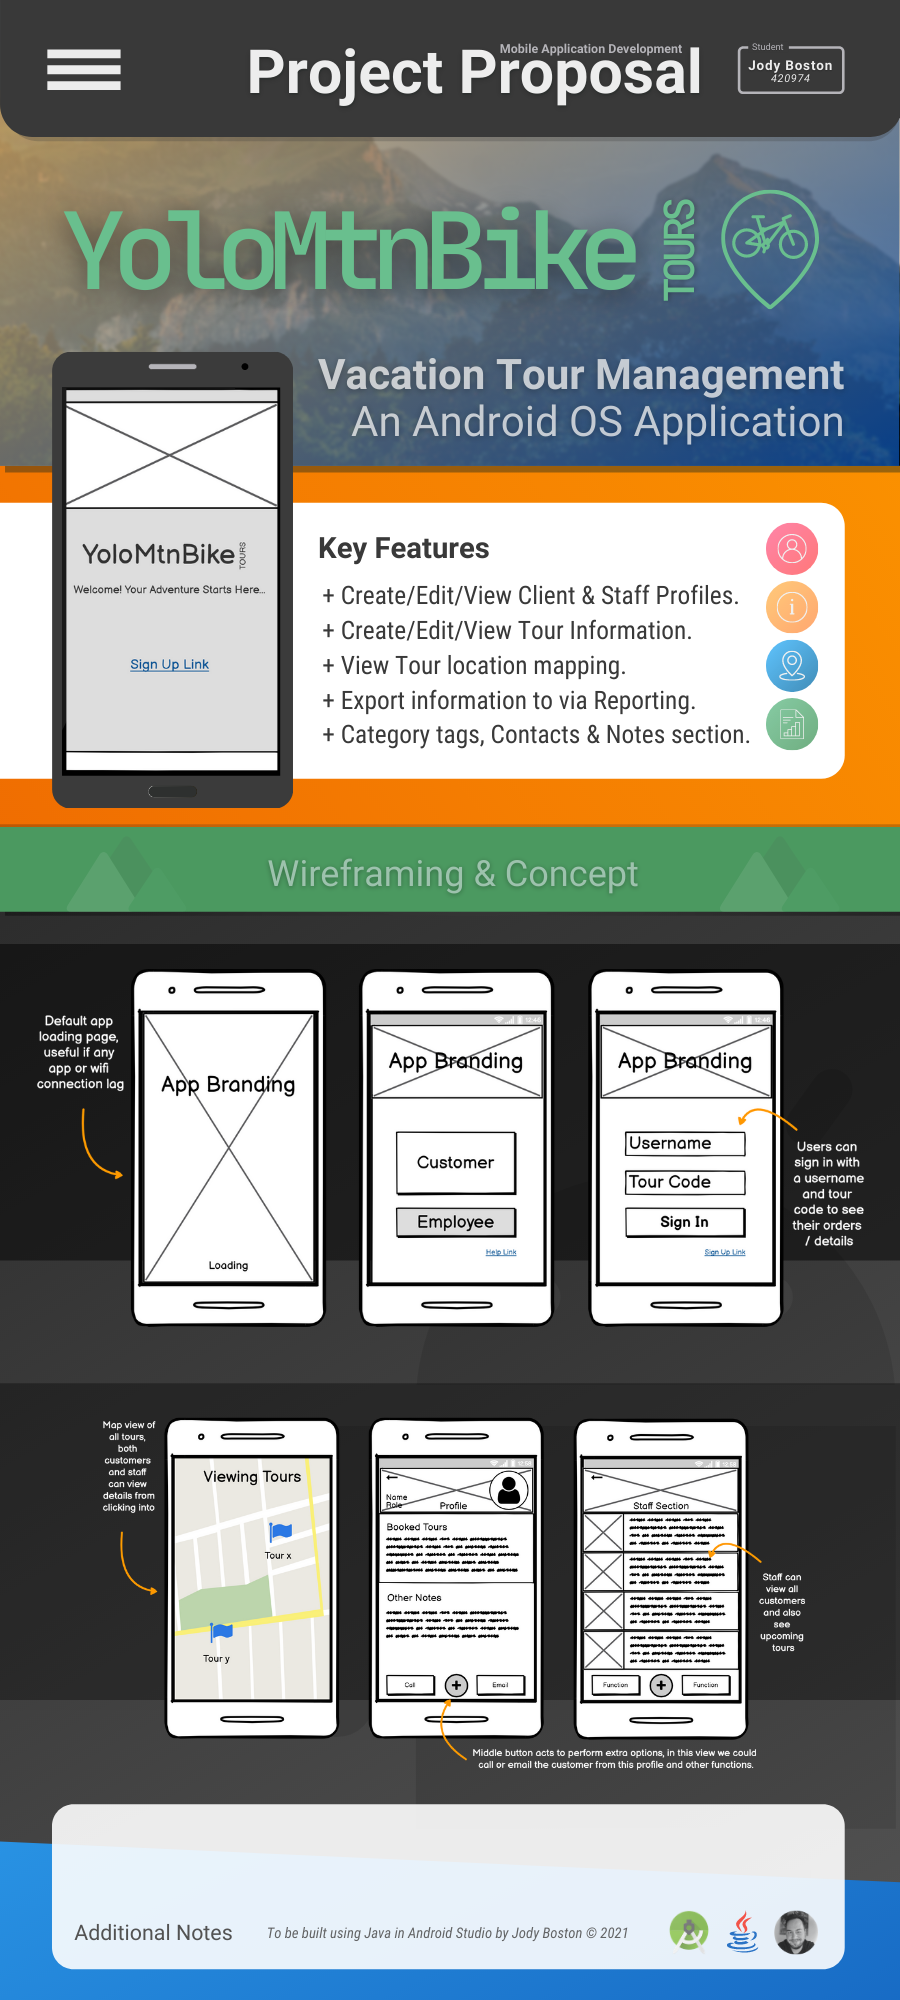 Mobile Application Development
Project Proposal
Student
Jody Boston
420974
YoloMtnBike
TOURS
Vacation Tour Management
An Android OS Application
YoloMtnBike
TOURS
Welcome! Your Adventure Starts Here...
Sign Up Link
Key Features
+ Create/Edit/View Client & Staff Profiles.
+ Create/Edit/View Tour Information.
+ View Tour location mapping.
+ Export information to via Reporting.
+ Category tags, Contacts & Notes section.
Wireframing & Concept
Default app
loading page,
useful if any
app or wifi
connection lag
App Branding
Loading
App Branding
Customer
Employee
Help Link
App Branding
Username
Tour Code
Sign In
Sign Up Link
Users can
sign in with
a username
and tour
code to see
their orders
/ details
Map view of
all tours,
both
customers
and staff
can view
details from
clicking into
Viewing Tours
Tour x
Tour y
Name
Role
Profile
Booked Tours
Other Notes
Call
+
Email
Staff Section
Function
+
Function
Staff can
view all
customers
and also
see
upcoming
tours
Middle button acts to perform extra options, in this view we could
call or email the customer from this profile and other functions.
Additional Notes
To be built using Java in Android Studio by Jody Boston © 2021